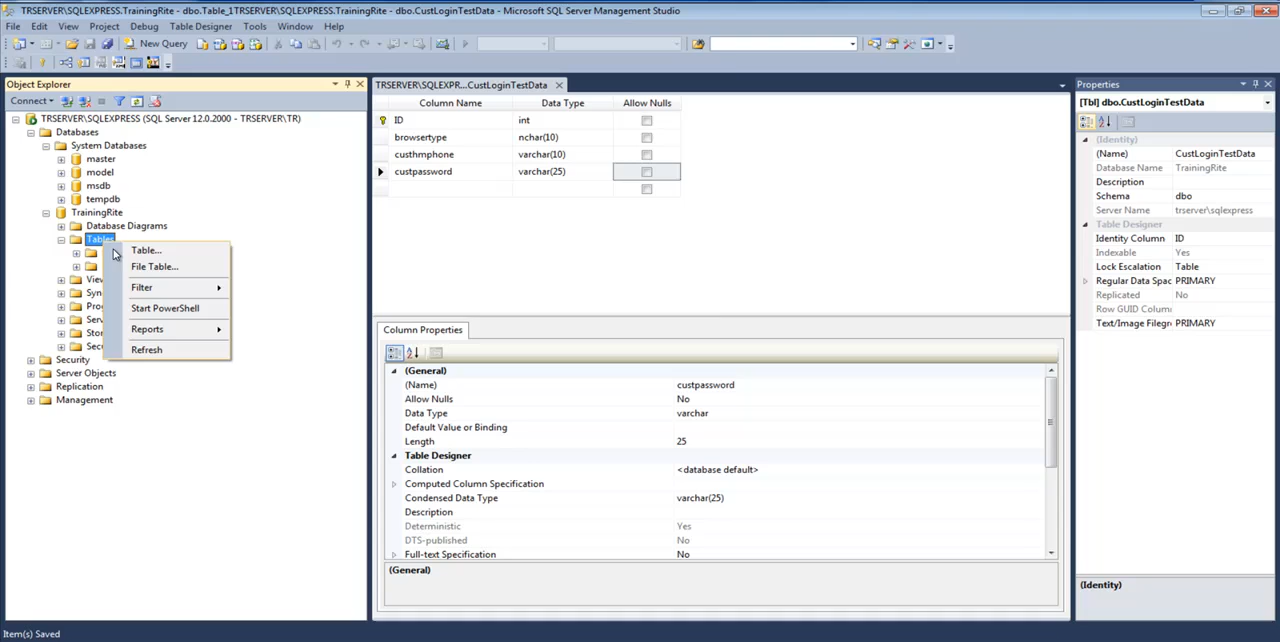 TRSERVER\SQLEXPRESS.TrainingRite - dbo.Table_1TRSERVER\SQLEXPRESS.TrainingRite - dbo.CustLoginTestData - Microsoft SQL Server Management Studio
File Edit View Project Debug Table Designer Tools Window Help
New Query
Object Explorer
Connect
TRSERVER\SQLEXPRESS (SQL Server 12.0.2000 - TRSERVER\TR)
Databases
System Databases
master
model
msdb
tempdb
TrainingRite
Database Diagrams
Tables
Table...
File Table...
Filter
Start PowerShell
Reports
Refresh
View
Syn
Pro
Serv
Stor
Secu
Security
Server Objects
Replication
Management
TRSERVER\SQLEXPR...CustLoginTestData
Column Name Data Type Allow Nulls
ID int
browsertype nchar(10)
custhmphone varchar(10)
custpassword varchar(25)
Column Properties
(General)
(Name) custpassword
Allow Nulls No
Data Type varchar
Default Value or Binding
Length 25
Table Designer
Collation <database default>
Computed Column Specification
Condensed Data Type varchar(25)
Description
Deterministic Yes
DTS-published No
Full-text Specification No
(General)
Properties
[Tbl] dbo.CustLoginTestData
(Identity)
(Name) CustLoginTestData
Database Name TrainingRite
Description
Schema dbo
Server Name trserver\sqlexpress
Table Designer
Identity Column ID
Indexable Yes
Lock Escalation Table
Regular Data Spac PRIMARY
Replicated No
Row GUID Column
Text/Image Filegr PRIMARY
(Identity)
Item(s) Saved